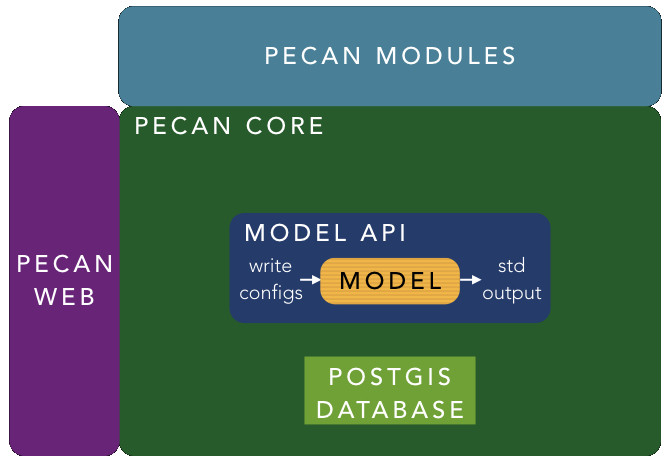 PECAN MODULES
PECAN CORE
PECAN
WEB
MODEL API
write
configs
MODEL
std
output
POSTGIS
DATABASE